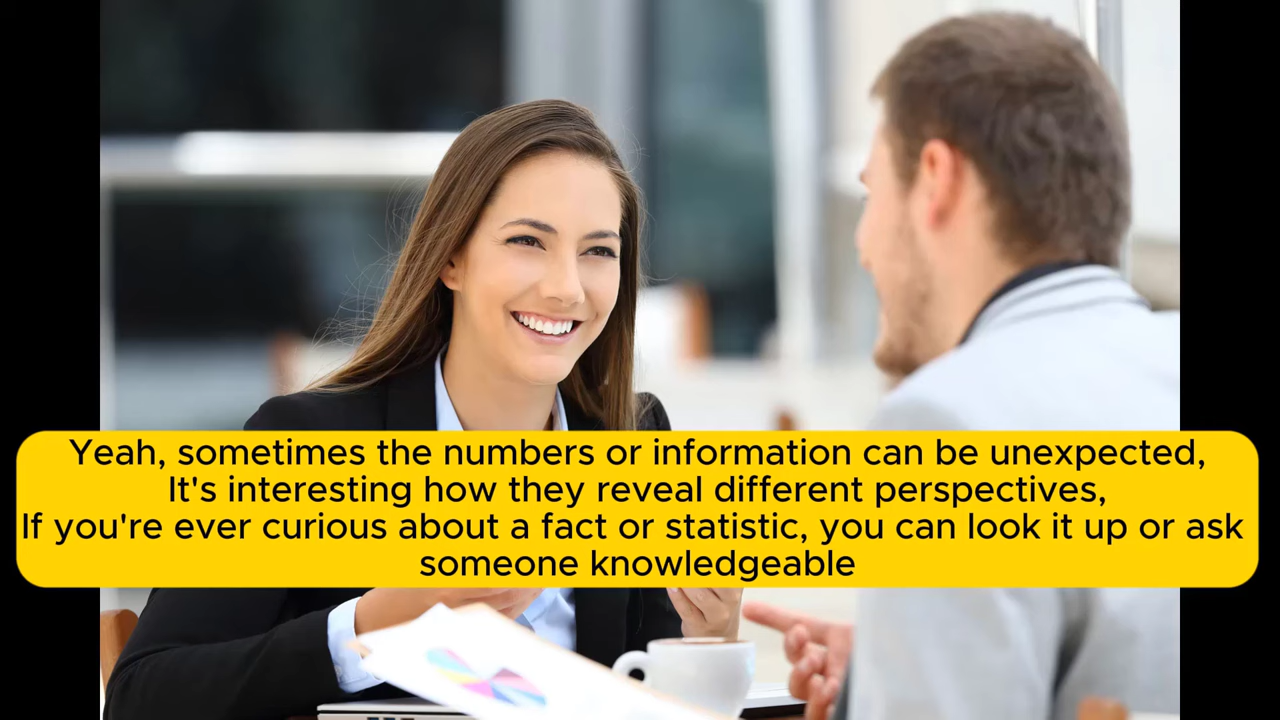 Yeah, sometimes the numbers or information can be unexpected,
It's interesting how they reveal different perspectives,
If you're ever curious about a fact or statistic, you can look it up or ask
someone knowledgeable